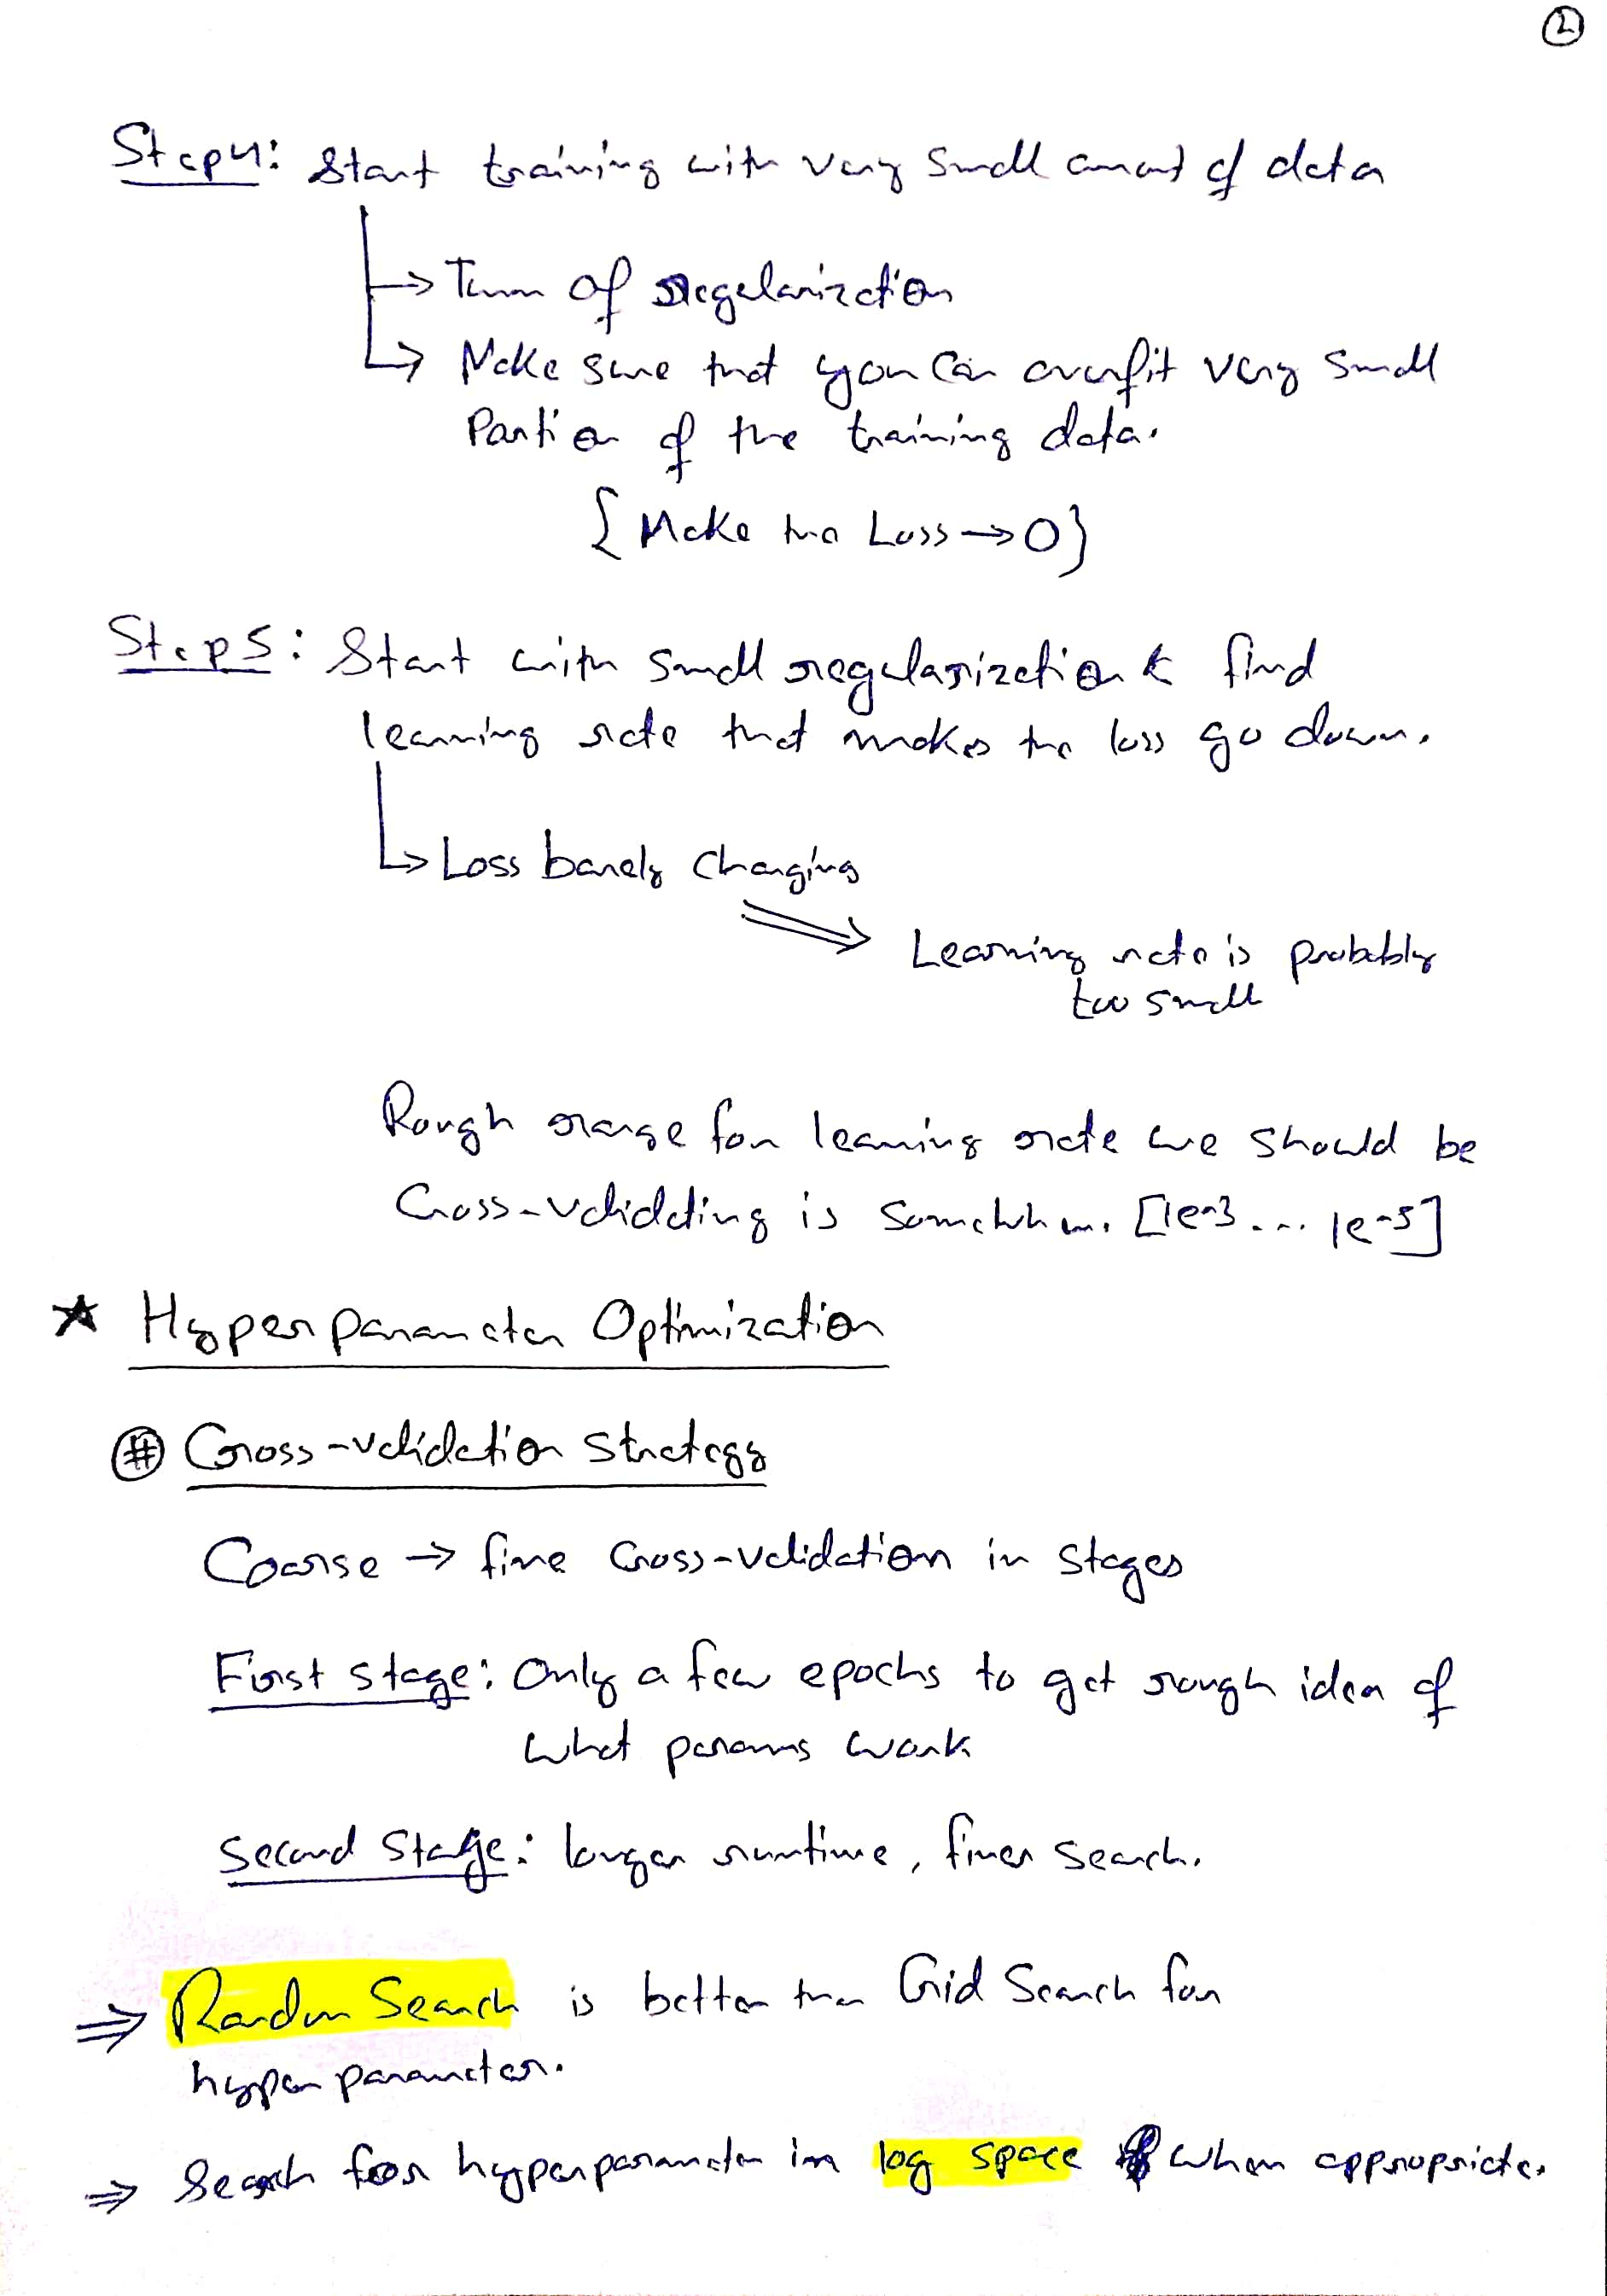 2
Step 4: Start training with very small amount of data
→ Turn of regularization
→ Make sure that you can overfit very small
Portion of the training data.
{ Make the Loss → 0 }
Step 5: Start with small regularization & find
learning rate that makes the loss go down.
→ Loss barely changing
⇒ Learning rate is probably
too small
Rough range for learning rate we should be
Cross-validating is somewhere [1e-3 ... 1e-5]
★ Hyperparameter Optimization
# Cross-validation Strategy
Coarse → fine cross-validation in stages
First stage: Only a few epochs to get rough idea of
what params work
Second Stage: longer runtime, finer search.
⇒ Random Search is better than Grid Search for
hyperparameter.
⇒ Search for hyperparameter in log space when appropriate.